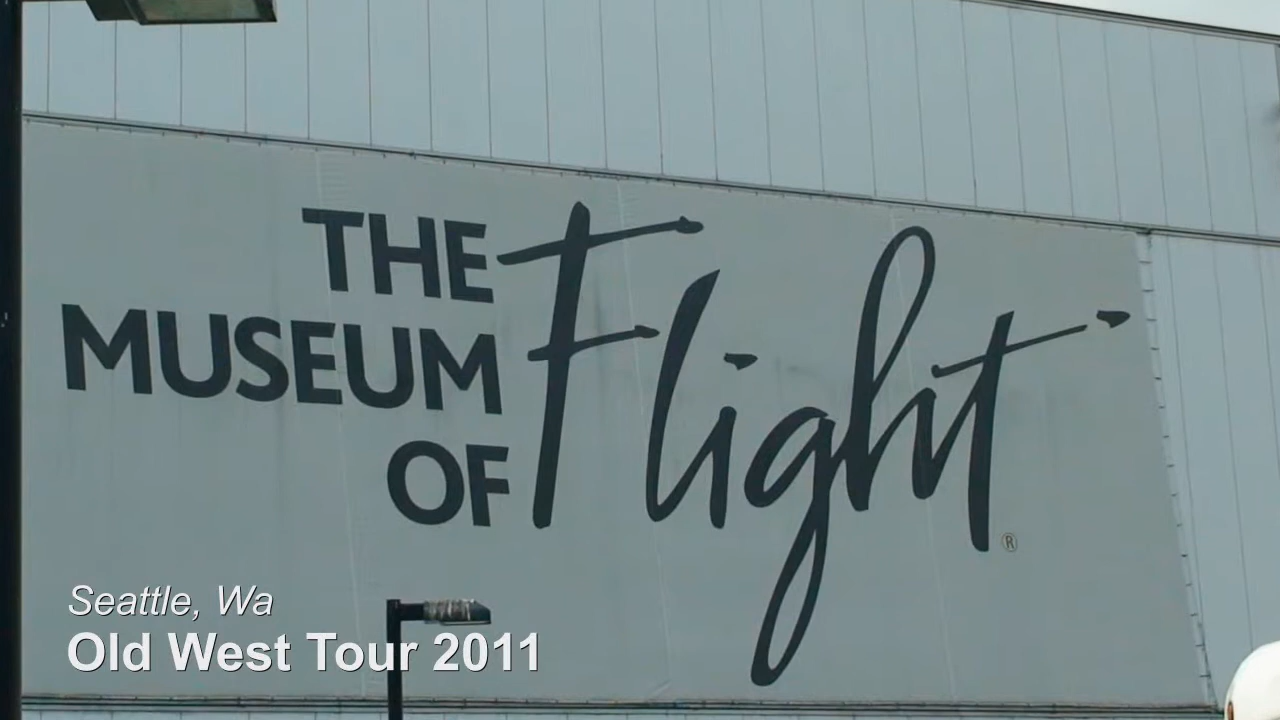 THE
MUSEUM
OF
Flight
®
Seattle, Wa
Old West Tour 2011